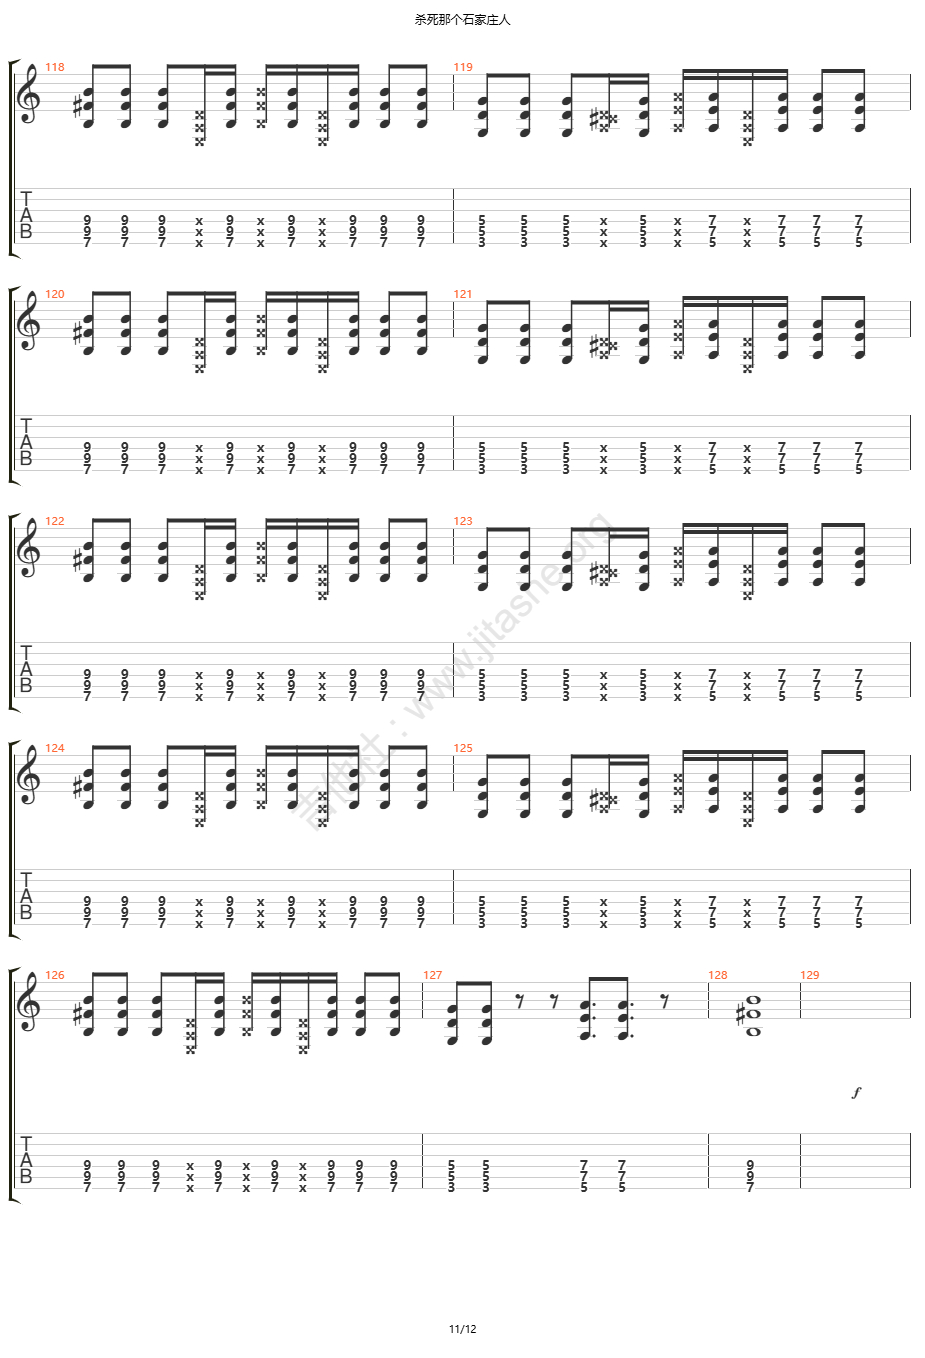 杀死那个石家庄人
118 119
T
A
B
9 9 9 x 9 x 9 x 9 9 9 5 5 5 x 5 x 7 x 7 7 7
9 9 9 x 9 x 9 x 9 9 9 5 5 5 x 5 x 7 x 7 7 7
7 7 7 x 7 x 7 x 7 7 7 3 3 3 x 3 x 5 x 5 5 5
120 121
T
A
B
9 9 9 x 9 x 9 x 9 9 9 5 5 5 x 5 x 7 x 7 7 7
9 9 9 x 9 x 9 x 9 9 9 5 5 5 x 5 x 7 x 7 7 7
7 7 7 x 7 x 7 x 7 7 7 3 3 3 x 3 x 5 x 5 5 5
122 123
T
A
B
9 9 9 x 9 x 9 x 9 9 9 5 5 5 x 5 x 7 x 7 7 7
9 9 9 x 9 x 9 x 9 9 9 5 5 5 x 5 x 7 x 7 7 7
7 7 7 x 7 x 7 x 7 7 7 3 3 3 x 3 x 5 x 5 5 5
吉他社：www.jitashe.org
124 125
T
A
B
9 9 9 x 9 x 9 x 9 9 9 5 5 5 x 5 x 7 x 7 7 7
9 9 9 x 9 x 9 x 9 9 9 5 5 5 x 5 x 7 x 7 7 7
7 7 7 x 7 x 7 x 7 7 7 3 3 3 x 3 x 5 x 5 5 5
126 127 128 129
f
T
A
B
9 9 9 x 9 x 9 x 9 9 9 5 5 7 7 9
9 9 9 x 9 x 9 x 9 9 9 5 5 7 7 9
7 7 7 x 7 x 7 x 7 7 7 3 3 5 5 7
11/12